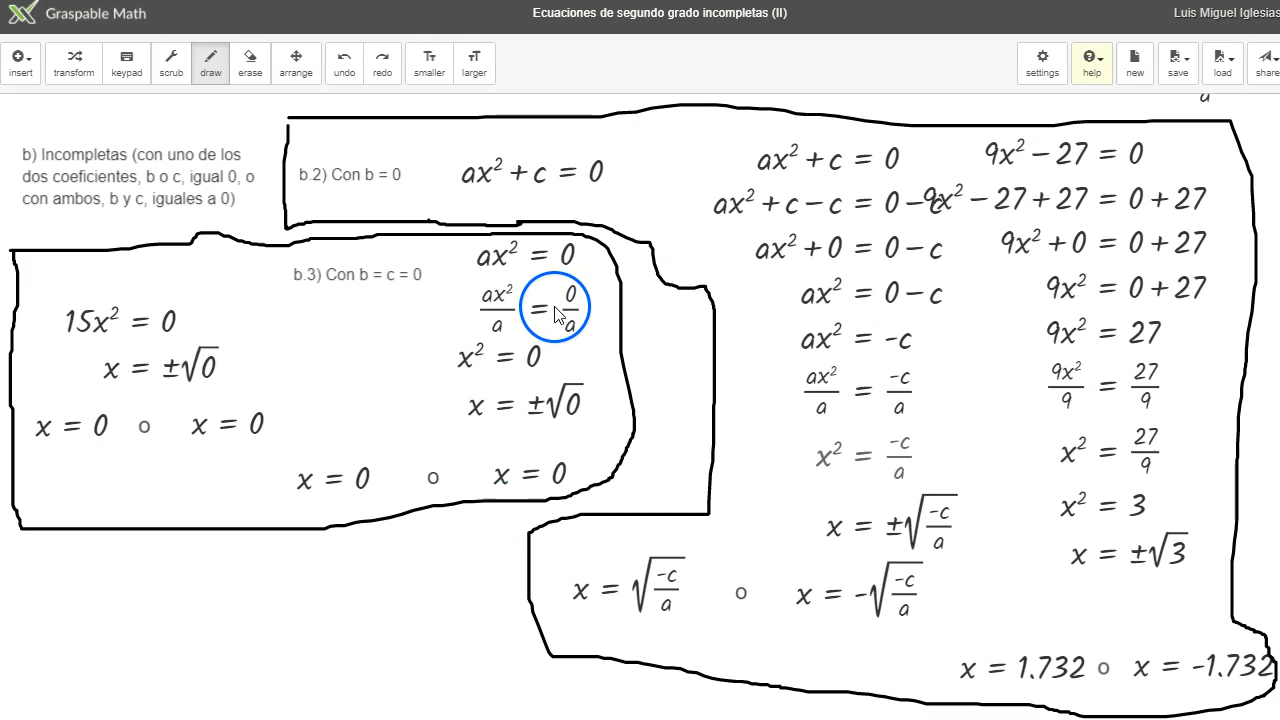 Graspable Math
Ecuaciones de segundo grado incompletas (II)
Luis Miguel Iglesias
insert
transform
keypad
scrub
draw
erase
arrange
undo
redo
smaller
larger
settings
help
new
save
load
share
a
b) Incompletas (con uno de los
dos coeficientes, b o c, igual 0, o
con ambos, b y c, iguales a 0)
b.2) Con b = 0
ax² + c = 0
b.3) Con b = c = 0
ax² = 0
ax²/a = 0/a
x² = 0
x = ±√0
x = 0 o x = 0
15x² = 0
x = ±√0
x = 0 o x = 0
ax² + c = 0
ax² + c − c = 0 − c
ax² + 0 = 0 − c
ax² = 0 − c
ax² = -c
ax²/a = -c/a
x² = -c/a
x = ±√(-c/a)
x = √(-c/a) o x = -√(-c/a)
9x² − 27 = 0
9x² − 27 + 27 = 0 + 27
9x² + 0 = 0 + 27
9x² = 0 + 27
9x² = 27
9x²/9 = 27/9
x² = 27/9
x² = 3
x = ±√3
x = 1.732 o x = -1.732